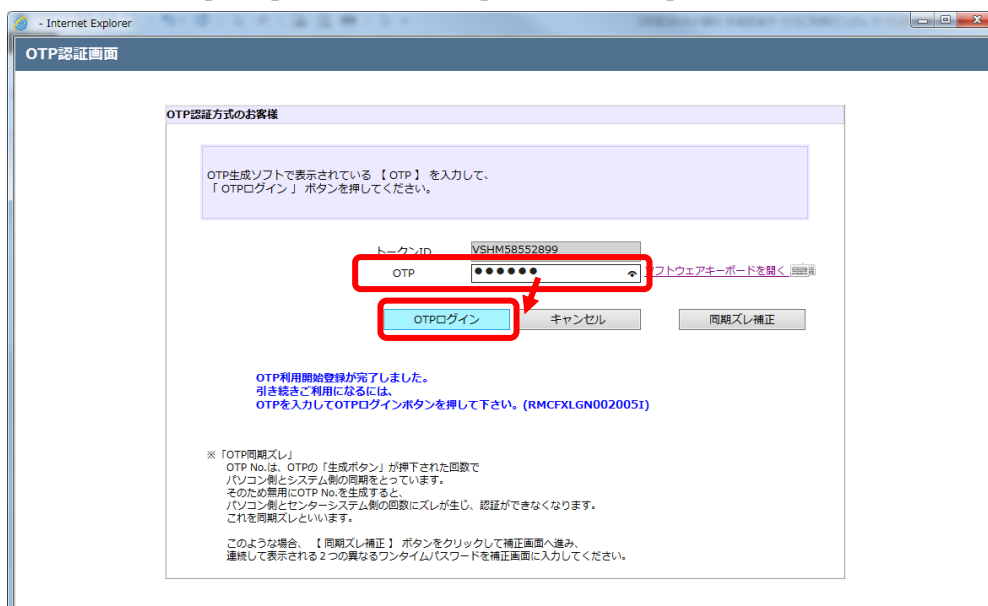 - Internet Explorer
OTP認証画面
OTP認証方式のお客様
OTP生成ソフトで表示されている 【 OTP 】 を入力して、
「 OTPログイン 」 ボタンを押してください。
トークンID VSHM58552899
OTP ●●●●●● ソフトウェアキーボードを開く
OTPログイン キャンセル 同期ズレ補正
OTP利用開始登録が完了しました。
引き続きご利用になるには、
OTPを入力してOTPログインボタンを押して下さい。(RMCFXLGN002005I)
※「OTP同期ズレ」
OTP No.は、OTPの「生成ボタン」が押下された回数で
パソコン側とシステム側の同期をとっています。
そのため無用にOTP No.を生成すると、
パソコン側とセンターシステム側の回数にズレが生じ、認証ができなくなります。
これを同期ズレといいます。
このような場合、 【 同期ズレ補正 】 ボタンをクリックして補正画面へ進み、
連続して表示される２つの異なるワンタイムパスワードを補正画面に入力してください。